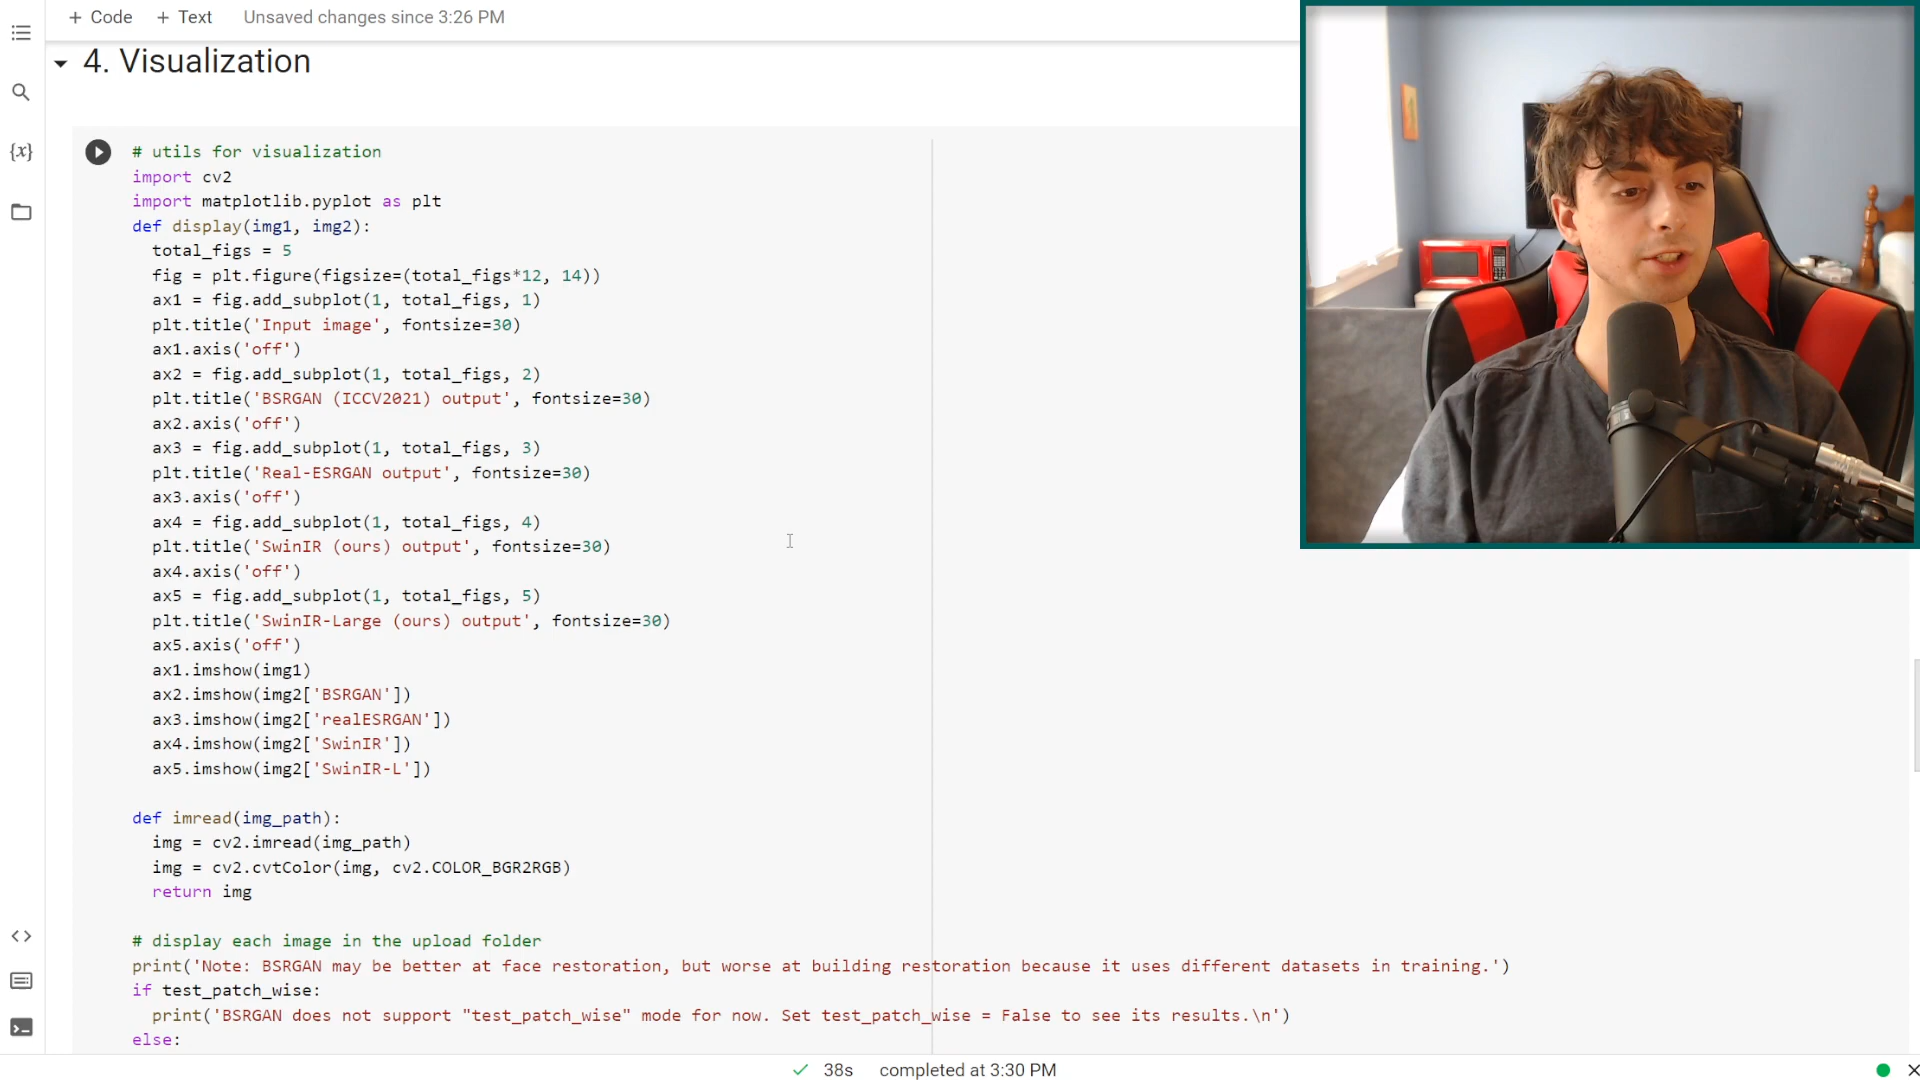 + Code + Text Unsaved changes since 3:26 PM
4. Visualization
{x}
# utils for visualization
import cv2
import matplotlib.pyplot as plt
def display(img1, img2):
  total_figs = 5
  fig = plt.figure(figsize=(total_figs*12, 14))
  ax1 = fig.add_subplot(1, total_figs, 1)
  plt.title('Input image', fontsize=30)
  ax1.axis('off')
  ax2 = fig.add_subplot(1, total_figs, 2)
  plt.title('BSRGAN (ICCV2021) output', fontsize=30)
  ax2.axis('off')
  ax3 = fig.add_subplot(1, total_figs, 3)
  plt.title('Real-ESRGAN output', fontsize=30)
  ax3.axis('off')
  ax4 = fig.add_subplot(1, total_figs, 4)
  plt.title('SwinIR (ours) output', fontsize=30)
  ax4.axis('off')
  ax5 = fig.add_subplot(1, total_figs, 5)
  plt.title('SwinIR-Large (ours) output', fontsize=30)
  ax5.axis('off')
  ax1.imshow(img1)
  ax2.imshow(img2['BSRGAN'])
  ax3.imshow(img2['realESRGAN'])
  ax4.imshow(img2['SwinIR'])
  ax5.imshow(img2['SwinIR-L'])
def imread(img_path):
  img = cv2.imread(img_path)
  img = cv2.cvtColor(img, cv2.COLOR_BGR2RGB)
  return img
# display each image in the upload folder
print('Note: BSRGAN may be better at face restoration, but worse at building restoration because it uses different datasets in training.')
if test_patch_wise:
  print('BSRGAN does not support "test_patch_wise" mode for now. Set test_patch_wise = False to see its results.\n')
else:
38s completed at 3:30 PM